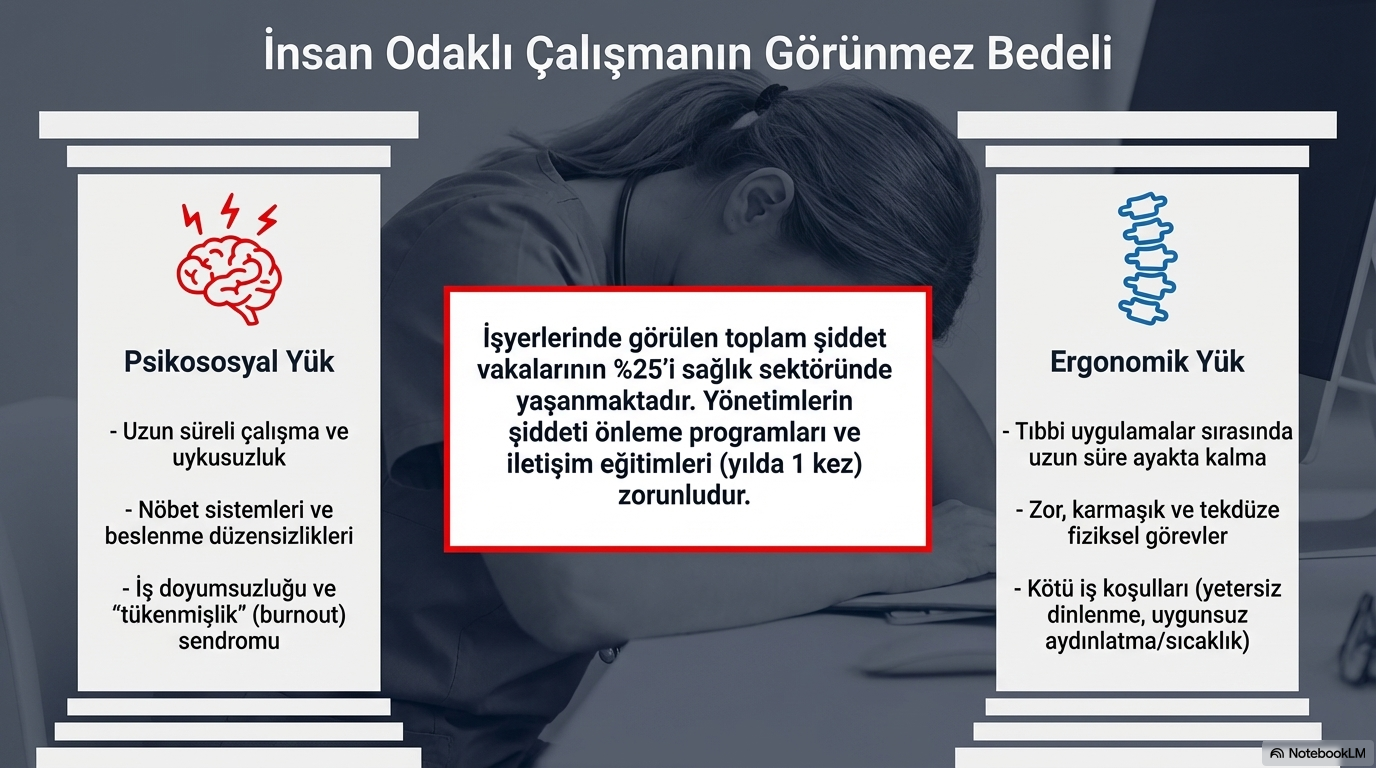 İnsan Odaklı Çalışmanın Görünmez Bedeli
Psikososyal Yük
- Uzun süreli çalışma ve
uykusuzluk
- Nöbet sistemleri ve
beslenme düzensizlikleri
- İş doyumsuzluğu ve
“tükenmişlik” (burnout)
sendromu
İşyerlerinde görülen toplam şiddet
vakalarının %25’i sağlık sektöründe
yaşanmaktadır. Yönetimlerin
şiddeti önleme programları ve
iletişim eğitimleri (yılda 1 kez)
zorunludur.
Ergonomik Yük
- Tıbbi uygulamalar sırasında
uzun süre ayakta kalma
- Zor, karmaşık ve tekdüze
fiziksel görevler
- Kötü iş koşulları (yetersiz
dinlenme, uygunsuz
aydınlatma/sıcaklık)
NotebookLM